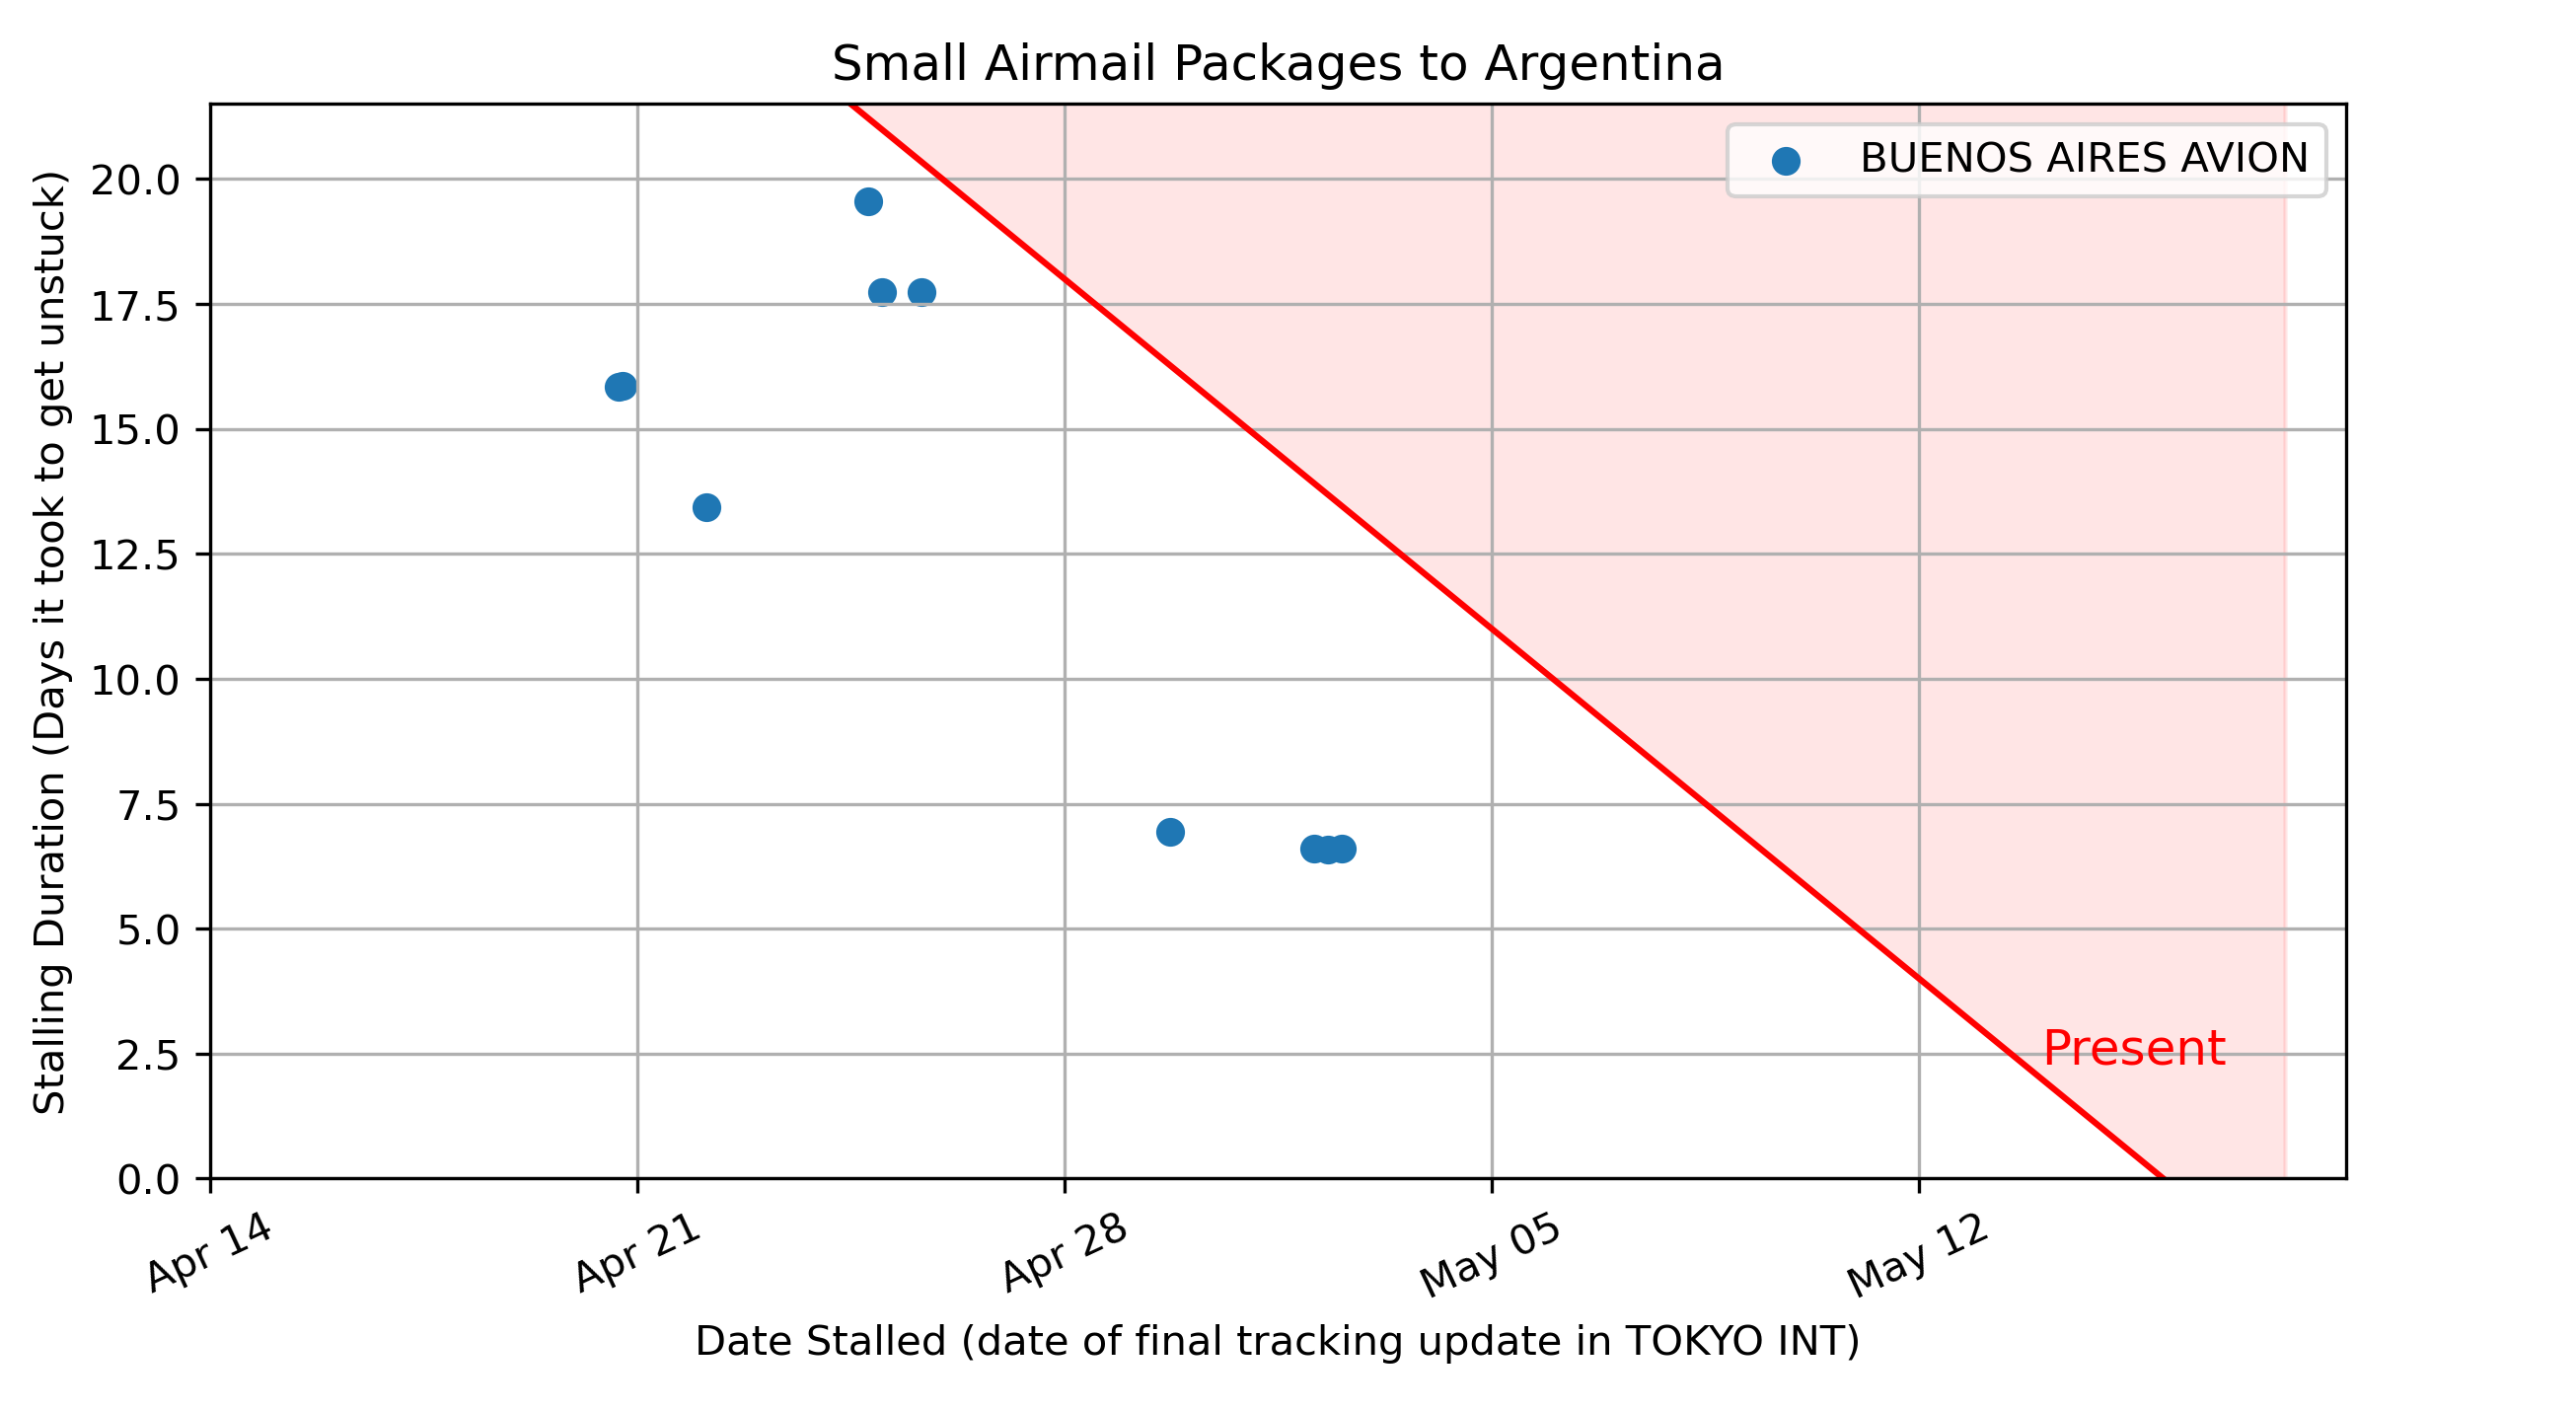 Small Airmail Packages to Argentina
BUENOS AIRES AVION
Stalling Duration (Days it took to get unstuck)
20.0
17.5
15.0
12.5
10.0
7.5
5.0
2.5
0.0
Present
Apr 14
Apr 21
Apr 28
May 05
May 12
Date Stalled (date of final tracking update in TOKYO INT)